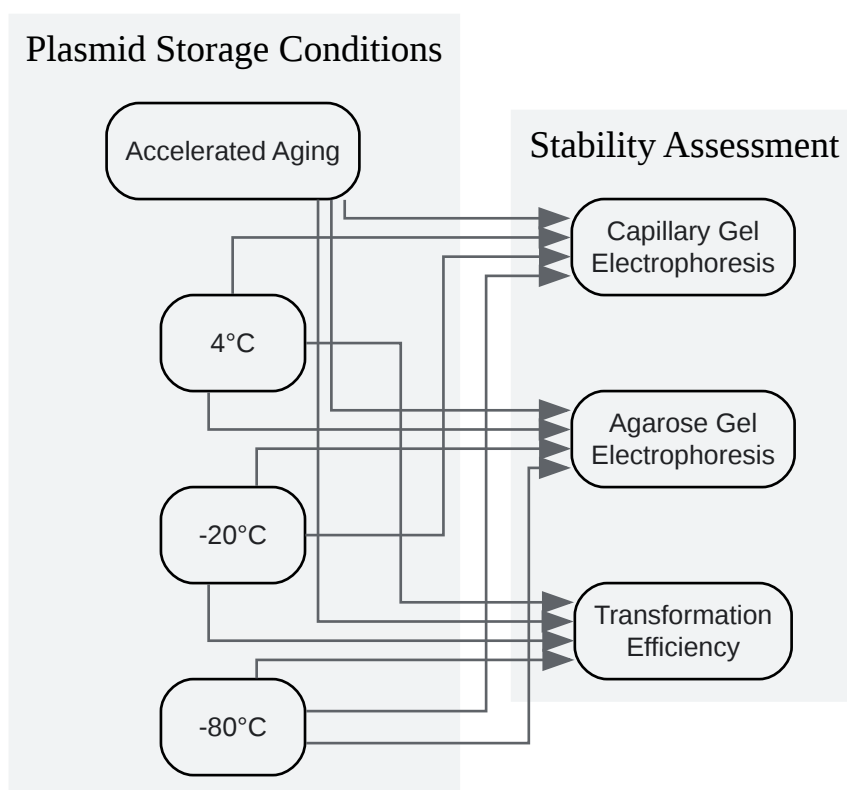 Plasmid Storage Conditions
Accelerated Aging
4°C
-20°C
-80°C
Stability Assessment
Capillary Gel
Electrophoresis
Agarose Gel
Electrophoresis
Transformation
Efficiency